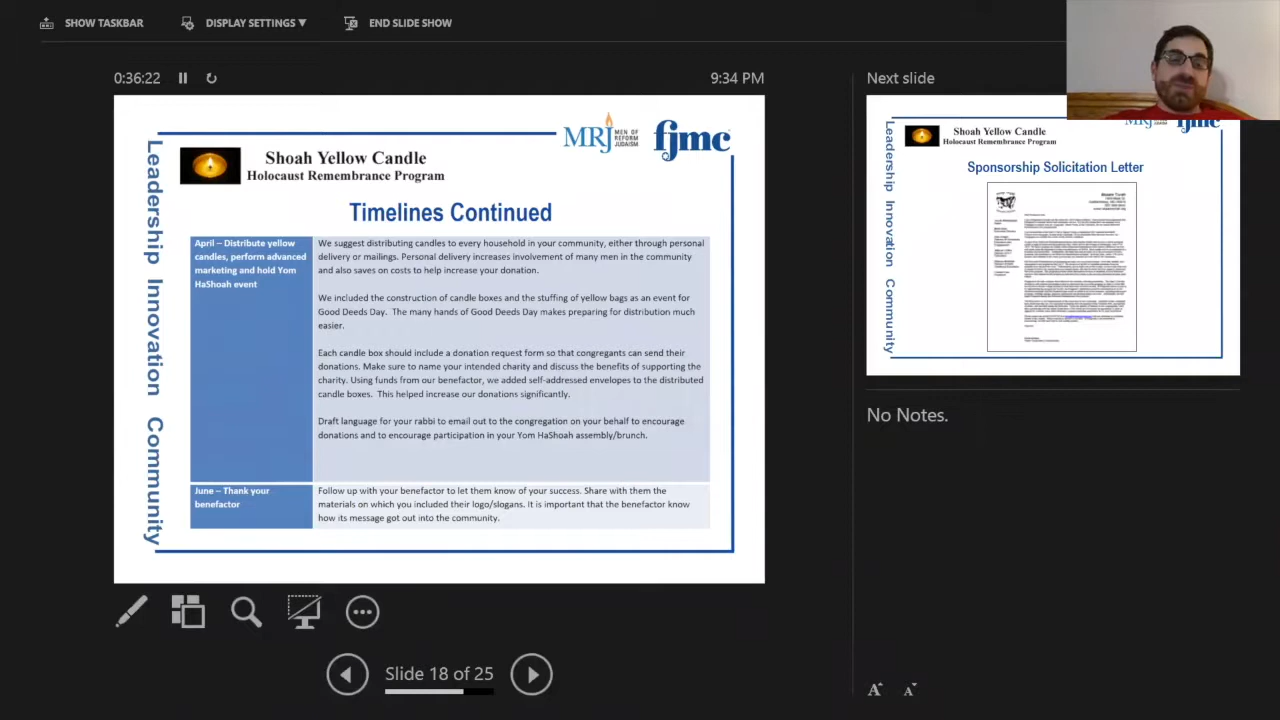 SHOW TASKBAR
DISPLAY SETTINGS ▼
END SLIDE SHOW
0:36:22
9:34 PM
Next slide
Leadership Innovation Community
MRJ MEN OF REFORM JUDAISM
fjmc
Shoah Yellow Candle
Holocaust Remembrance Program
Timelines Continued
April – Distribute yellow
candles, perform advanced
marketing and hold Yom
HaShoah event
We suggest distributing candles to every household in your community, either through personal
delivery or mailings. Personal delivery increases involvement of many men in the community
and also saves on costs to help increase your donation.
We included the construction of candle boxes and the stuffing of yellow bags as an event for
Good Deeds Day. The many hands of Good Deeds Day makes preparing for distribution much
easier.
Each candle box should include a donation request form so that congregants can send their
donations. Make sure to name your intended charity and discuss the benefits of supporting the
charity. Using funds from our benefactor, we added self-addressed envelopes to the distributed
candle boxes. This helped increase our donations significantly.
Draft language for your rabbi to email out to the congregation on your behalf to encourage
donations and to encourage participation in your Yom HaShoah assembly/brunch.
June – Thank your
benefactor
Follow up with your benefactor to let them know of your success. Share with them the
materials on which you included their logo/slogans. It is important that the benefactor know
how its message got out into the community.
Slide 18 of 25
Leadership Innovation Community
MRJ
fjmc
Shoah Yellow Candle
Holocaust Remembrance Program
Sponsorship Solicitation Letter
No Notes.
A A